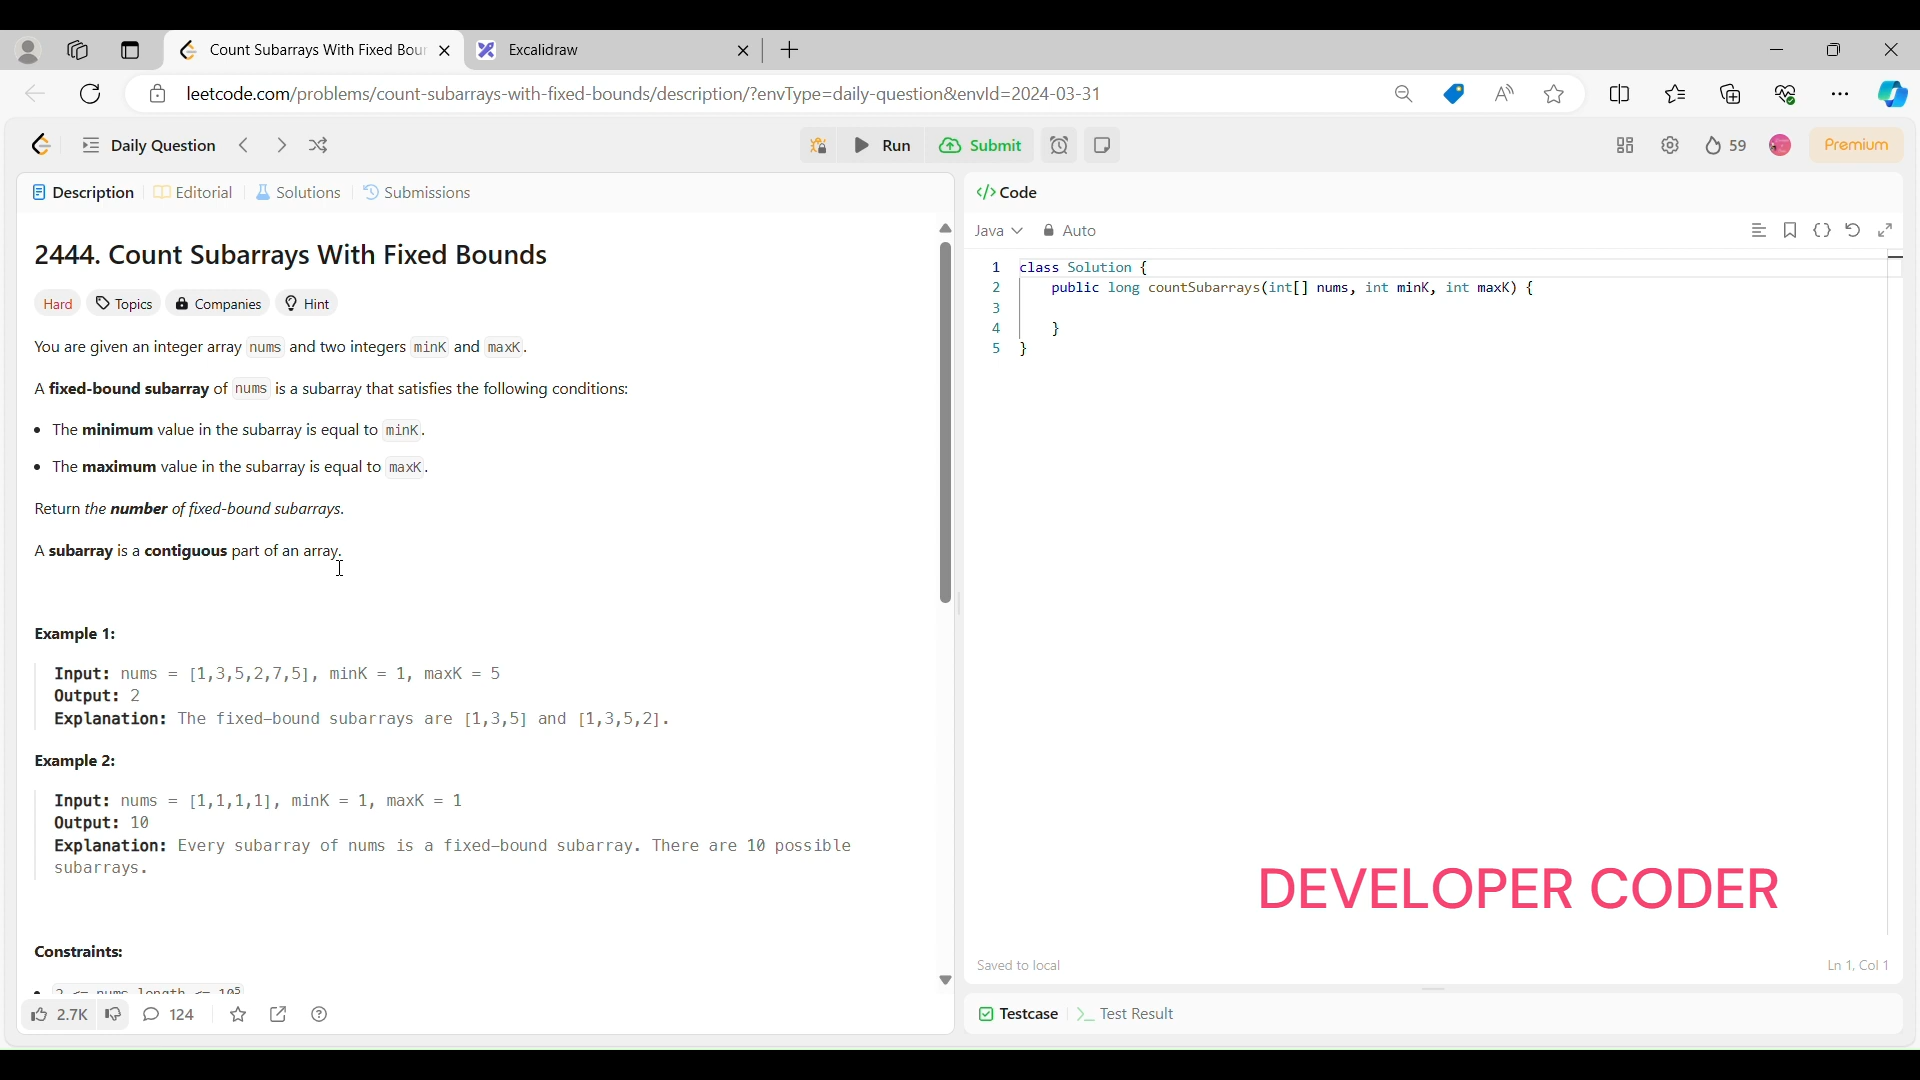 Count Subarrays With Fixed Bour
Excalidraw
leetcode.com/problems/count-subarrays-with-fixed-bounds/description/?envType=daily-question&envId=2024-03-31
Daily Question
Run
Submit
59
Premium
Description
Editorial
Solutions
Submissions
2444. Count Subarrays With Fixed Bounds
Hard
Topics
Companies
Hint
You are given an integer array nums and two integers minK and maxK.
A fixed-bound subarray of nums is a subarray that satisfies the following conditions:
• The minimum value in the subarray is equal to minK.
• The maximum value in the subarray is equal to maxK.
Return the number of fixed-bound subarrays.
A subarray is a contiguous part of an array.
Example 1:
Input: nums = [1,3,5,2,7,5], minK = 1, maxK = 5
Output: 2
Explanation: The fixed-bound subarrays are [1,3,5] and [1,3,5,2].
Example 2:
Input: nums = [1,1,1,1], minK = 1, maxK = 1
Output: 10
Explanation: Every subarray of nums is a fixed-bound subarray. There are 10 possible
subarrays.
Constraints:
• 2 <= nums.length <= 10⁵
2.7K
124
</> Code
Java
Auto
1 class Solution {
2 public long countSubarrays(int[] nums, int minK, int maxK) {
3
4 }
5 }
DEVELOPER CODER
Saved to local
Ln 1, Col 1
Testcase
Test Result